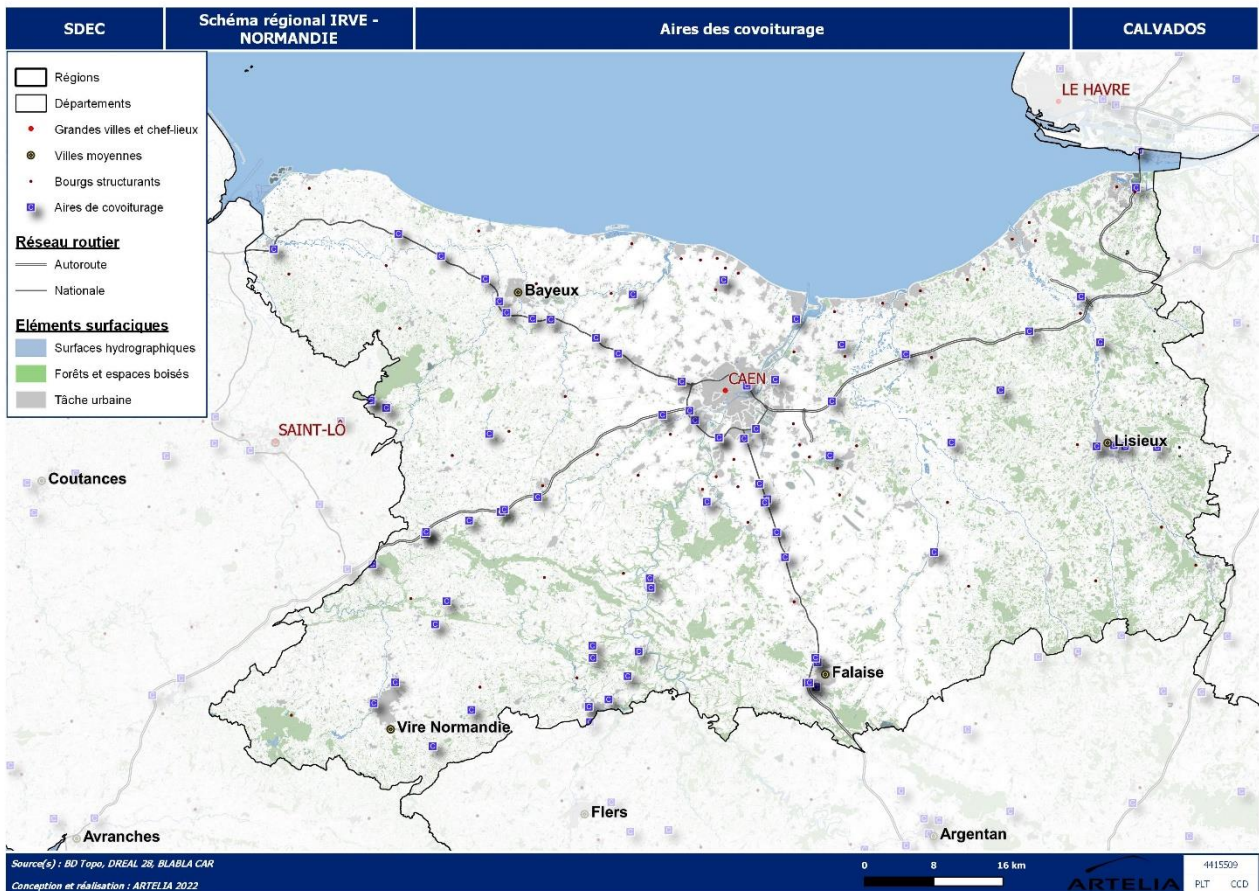 SDEC
Schéma régional IRVE -
NORMANDIE
Aires des covoiturage
CALVADOS
Régions
Départements
Grandes villes et chef-lieux
Villes moyennes
Bourgs structurants
Aires de covoiturage
Réseau routier
Autoroute
Nationale
Eléments surfaciques
Surfaces hydrographiques
Forêts et espaces boisés
Tâche urbaine
LE HAVRE
Bayeux
CAEN
SAINT-LÔ
Lisieux
Coutances
Falaise
Vire Normandie
Flers
Avranches
Argentan
Source(s) : BD Topo, DREAL 28, BLABLA CAR
Conception et réalisation : ARTELIA 2022
0 8 16 km
ARTELIA
4415509
PLT CCD